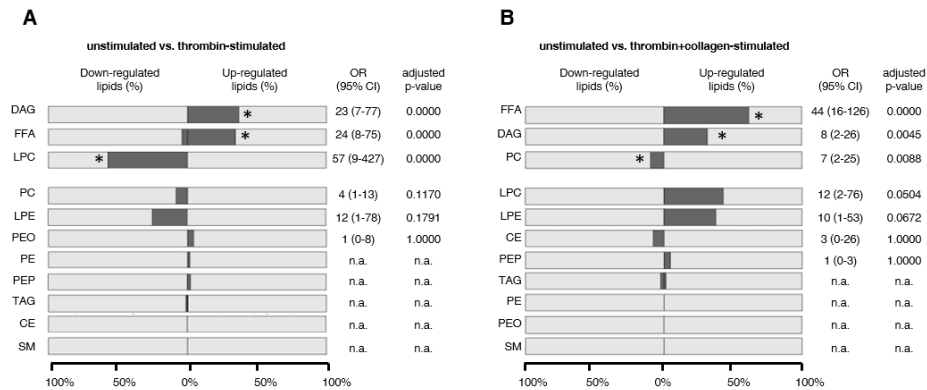 A
unstimulated vs. thrombin-stimulated
Down-regulated lipids (%)
Up-regulated lipids (%)
OR (95% CI)
adjusted p-value
DAG * 23 (7-77) 0.0000
FFA * 24 (8-75) 0.0000
LPC * 57 (9-427) 0.0000
PC 4 (1-13) 0.1170
LPE 12 (1-78) 0.1791
PEO 1 (0-8) 1.0000
PE n.a. n.a.
PEP n.a. n.a.
TAG n.a. n.a.
CE n.a. n.a.
SM n.a. n.a.
100% 50% 0% 50% 100%
B
unstimulated vs. thrombin+collagen-stimulated
Down-regulated lipids (%)
Up-regulated lipids (%)
OR (95% CI)
adjusted p-value
FFA * 44 (16-126) 0.0000
DAG * 8 (2-26) 0.0045
PC * 7 (2-25) 0.0088
LPC 12 (2-76) 0.0504
LPE 10 (1-53) 0.0672
CE 3 (0-26) 1.0000
PEP 1 (0-3) 1.0000
TAG n.a. n.a.
PE n.a. n.a.
PEO n.a. n.a.
SM n.a. n.a.
100% 50% 0% 50% 100%